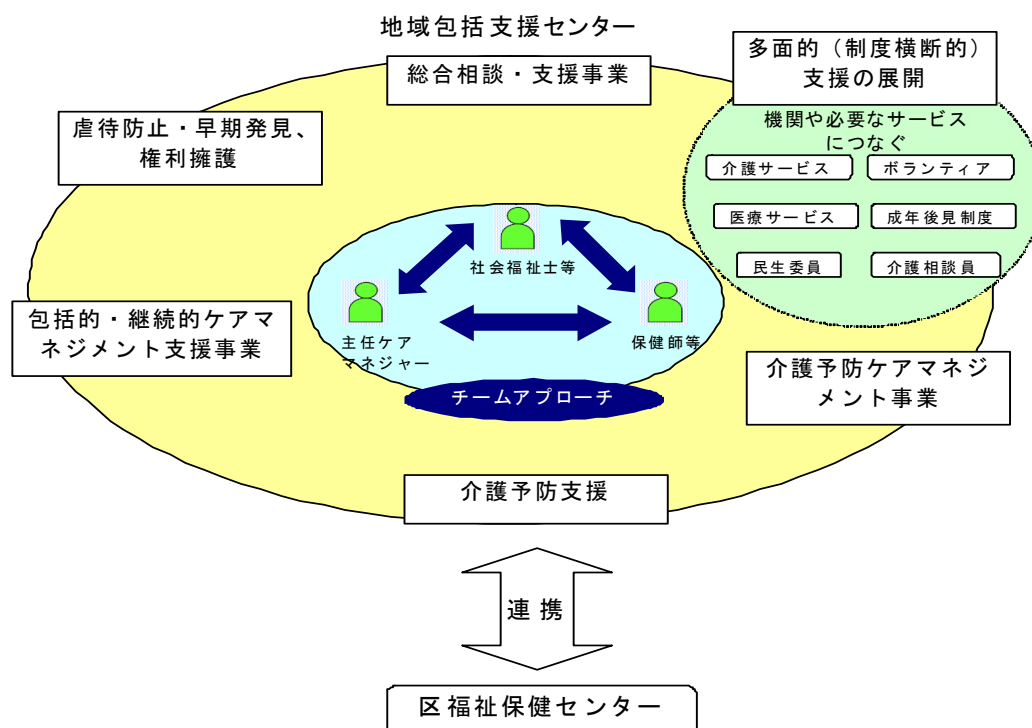 地域包括支援センター
総合相談・支援事業
多面的（制度横断的）
支援の展開
虐待防止・早期発見、
権利擁護
機関や必要なサービス
につなぐ
介護サービス
ボランティア
医療サービス
成年後見制度
民生委員
介護相談員
社会福祉士等
主任ケア
マネジャー
保健師等
チームアプローチ
包括的・継続的ケアマ
ネジメント支援事業
介護予防ケアマネジ
メント事業
介護予防支援
連携
区福祉保健センター